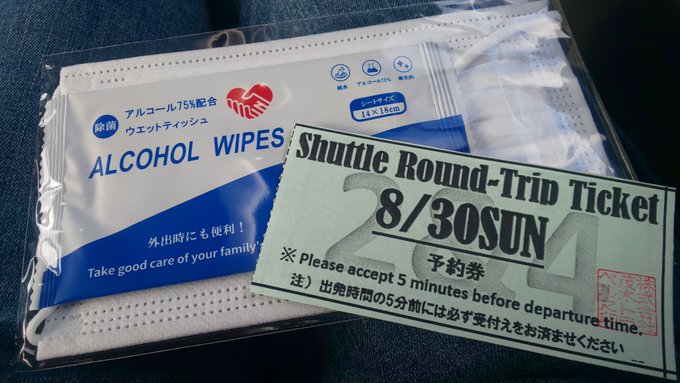 アルコール75%配合
除菌
ウエットティッシュ
純水
アルコール75%
衛生的
シートサイズ
14×18cm
ALCOHOL WIPES
外出時にも便利！
Take good care of your family's
Shuttle Round-Trip Ticket
284
8/30SUN
予約券
※ Please accept 5 minutes before departure time.
注）出発時間の5分前には必ず受付けをお済ませください